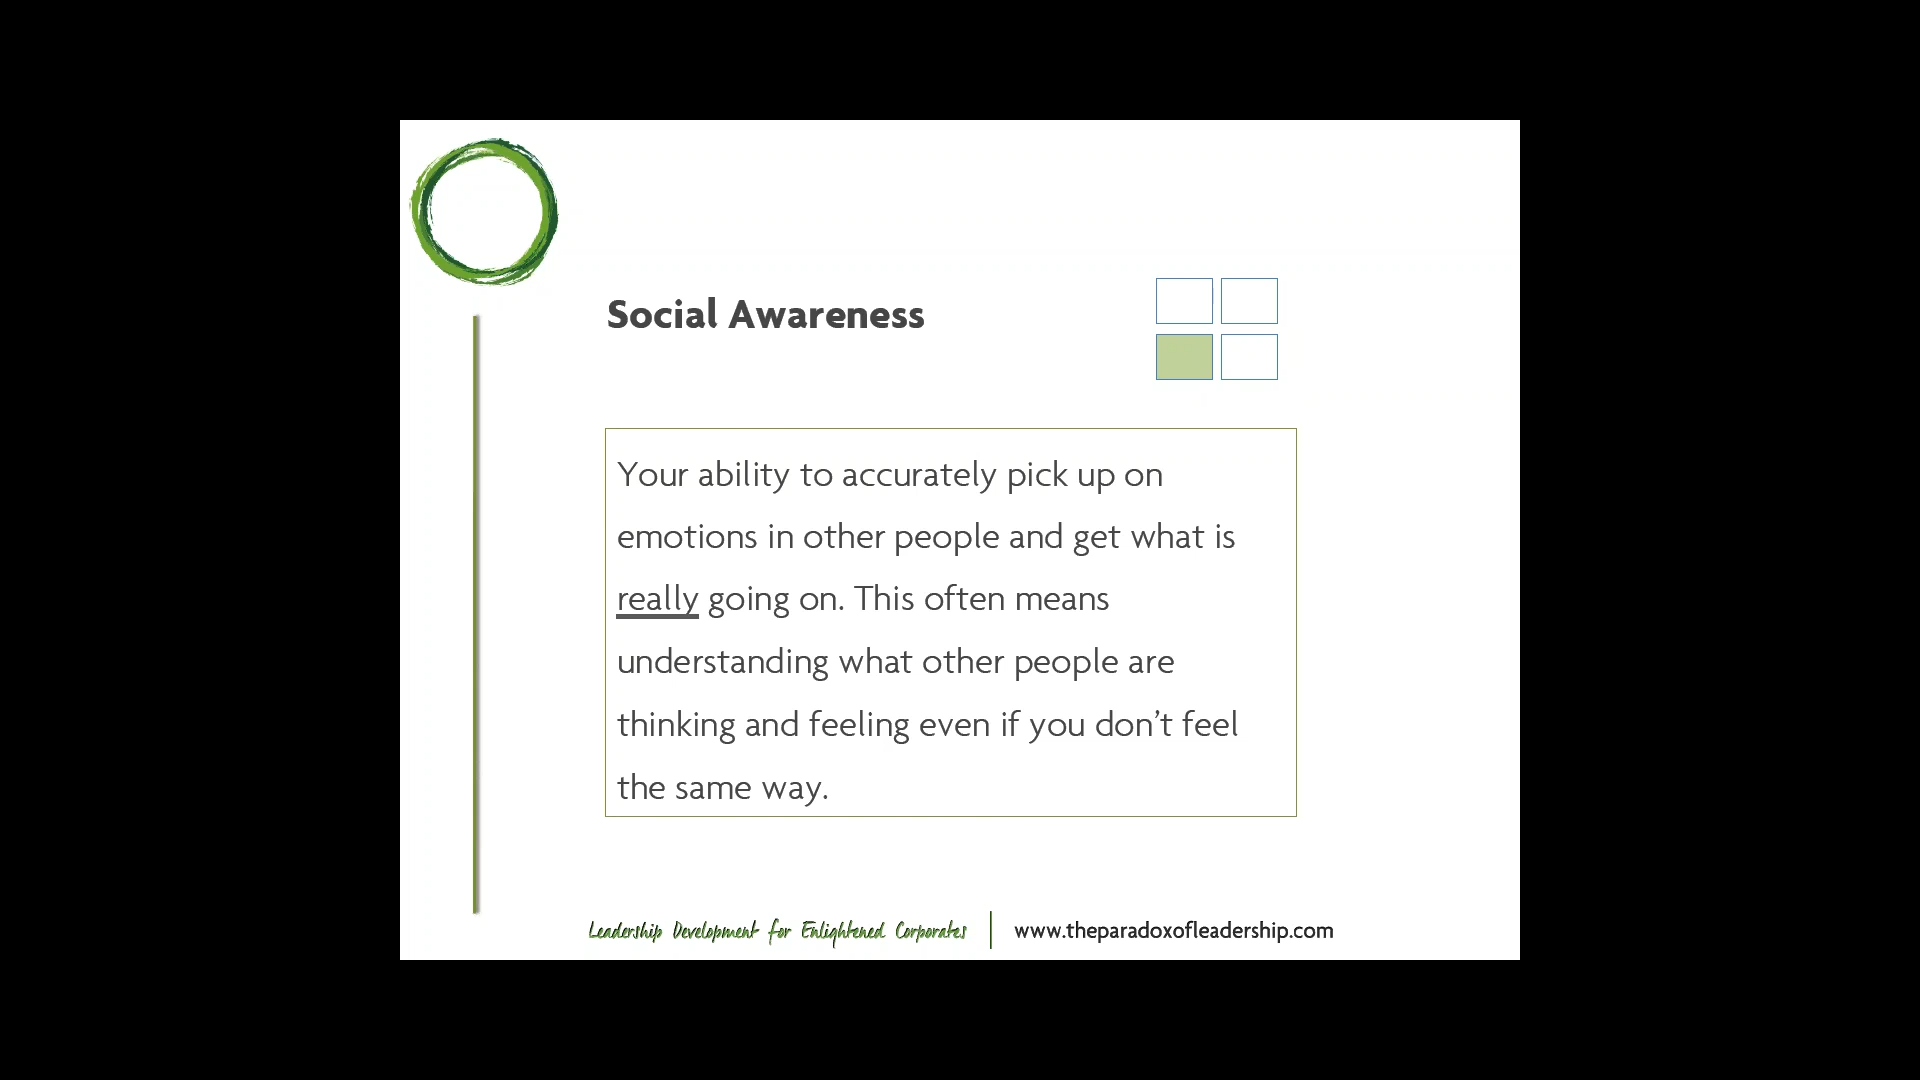 Social Awareness
Your ability to accurately pick up on
emotions in other people and get what is
really going on. This often means
understanding what other people are
thinking and feeling even if you don’t feel
the same way.
Leadership Development for Enlightened Corporates
www.theparadoxofleadership.com